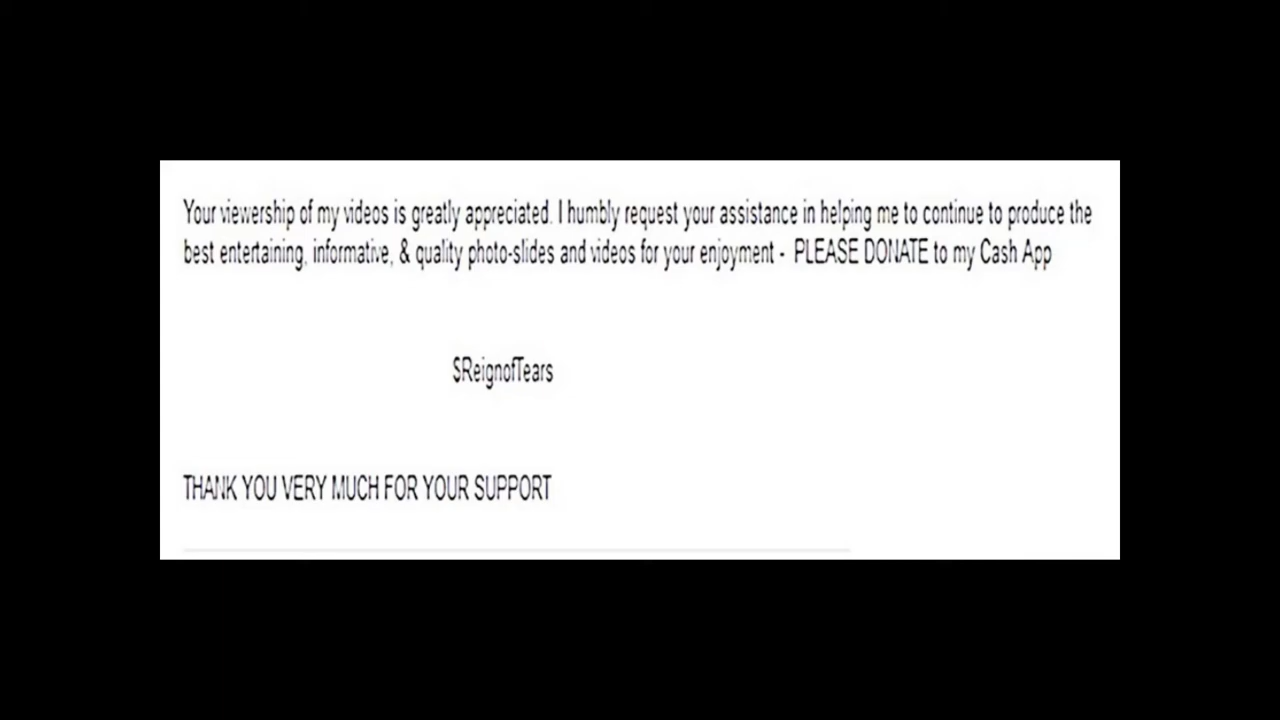 Your viewership of my videos is greatly appreciated. I humbly request your assistance in helping me to continue to produce the
best entertaining, informative, & quality photo-slides and videos for your enjoyment - PLEASE DONATE to my Cash App
$ReignofTears
THANK YOU VERY MUCH FOR YOUR SUPPORT